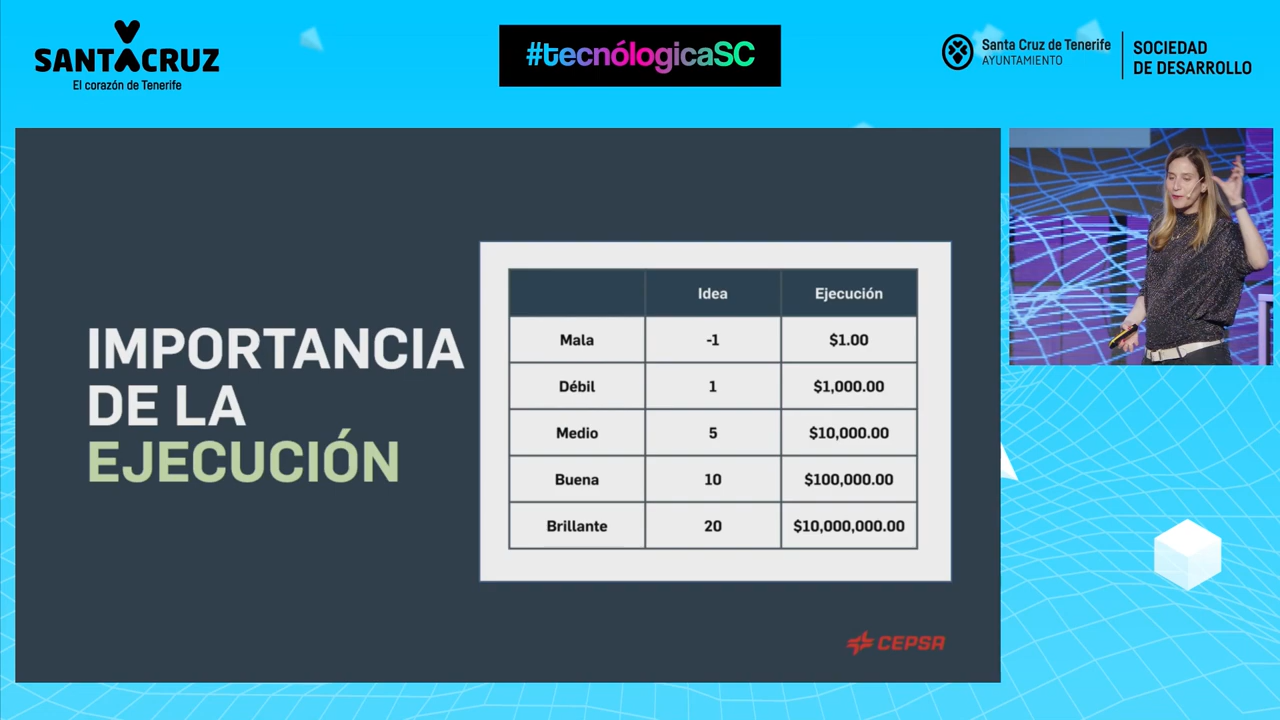 SANTACRUZ
El corazón de Tenerife
#tecnólogicaSC
Santa Cruz de Tenerife
AYUNTAMIENTO
SOCIEDAD
DE DESARROLLO
IMPORTANCIA
DE LA
EJECUCIÓN
Idea Ejecución
Mala -1 $1.00
Débil 1 $1,000.00
Medio 5 $10,000.00
Buena 10 $100,000.00
Brillante 20 $10,000,000.00
CEPSA